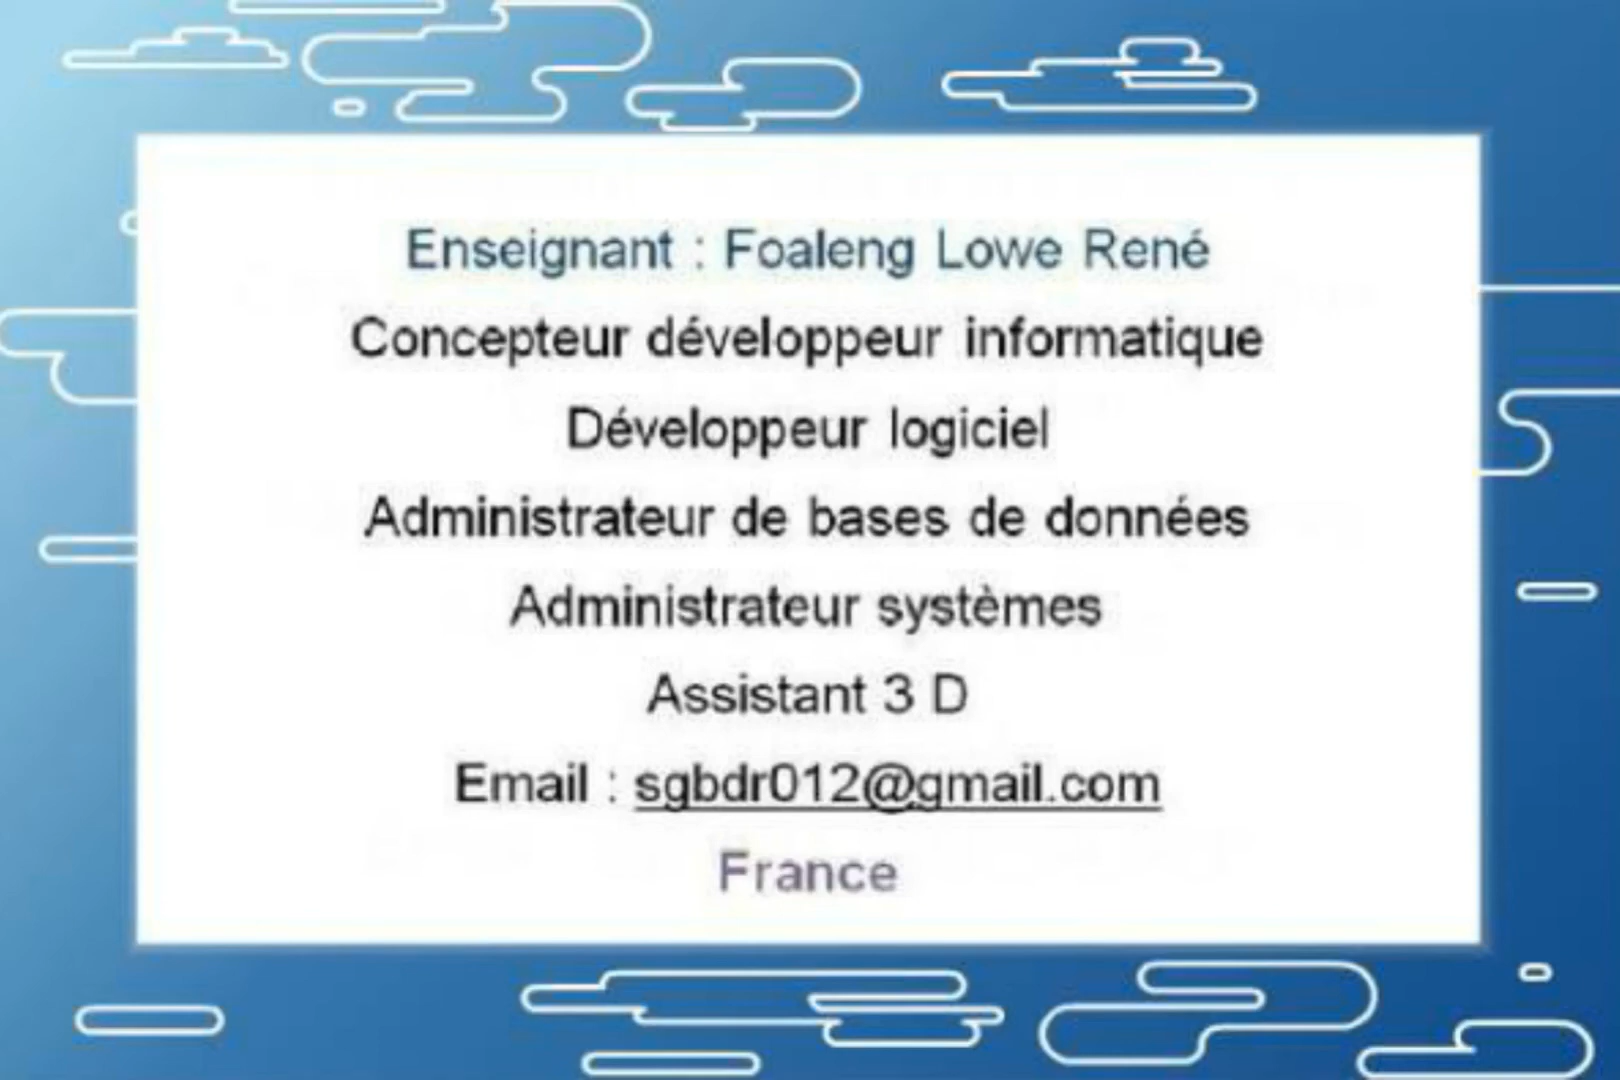 Enseignant : Foaleng Lowe René
Concepteur développeur informatique
Développeur logiciel
Administrateur de bases de données
Administrateur systèmes
Assistant 3 D
Email : sgbdr012@gmail.com
France